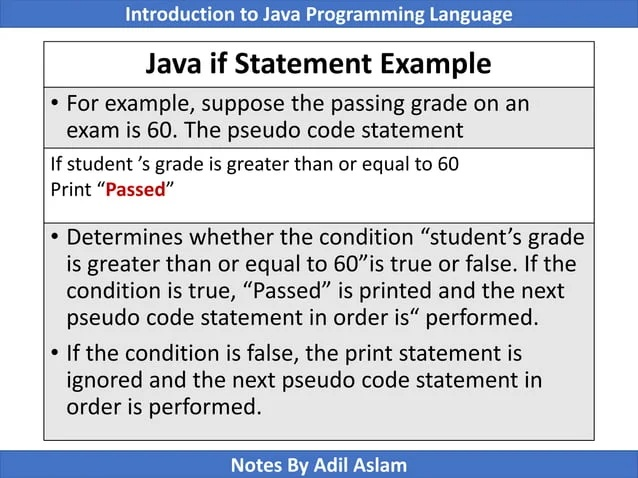 Introduction to Java Programming Language
Java if Statement Example
• For example, suppose the passing grade on an
exam is 60. The pseudo code statement
If student ’s grade is greater than or equal to 60
Print “Passed”
• Determines whether the condition “student’s grade
is greater than or equal to 60”is true or false. If the
condition is true, “Passed” is printed and the next
pseudo code statement in order is“ performed.
• If the condition is false, the print statement is
ignored and the next pseudo code statement in
order is performed.
Notes By Adil Aslam